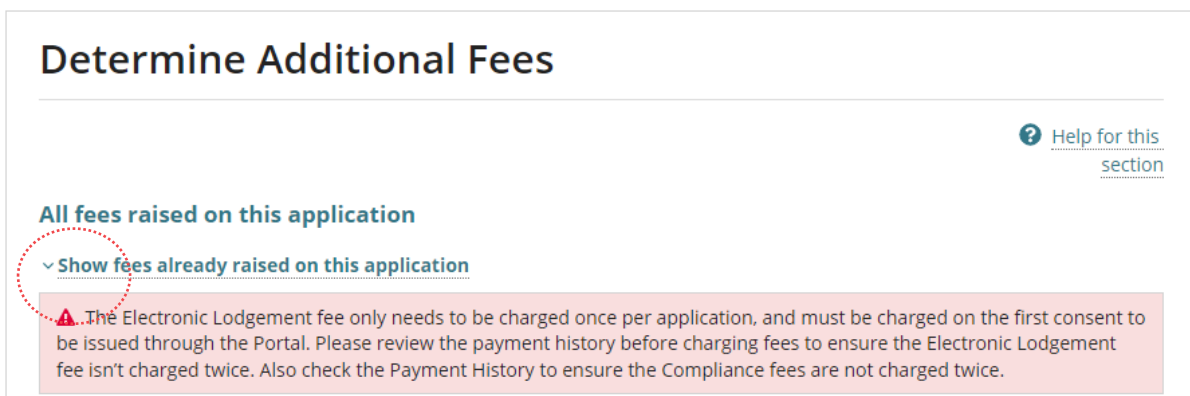 Determine Additional Fees
Help for this
section
All fees raised on this application
Show fees already raised on this application
The Electronic Lodgement fee only needs to be charged once per application, and must be charged on the first consent to
be issued through the Portal. Please review the payment history before charging fees to ensure the Electronic Lodgement
fee isn’t charged twice. Also check the Payment History to ensure the Compliance fees are not charged twice.